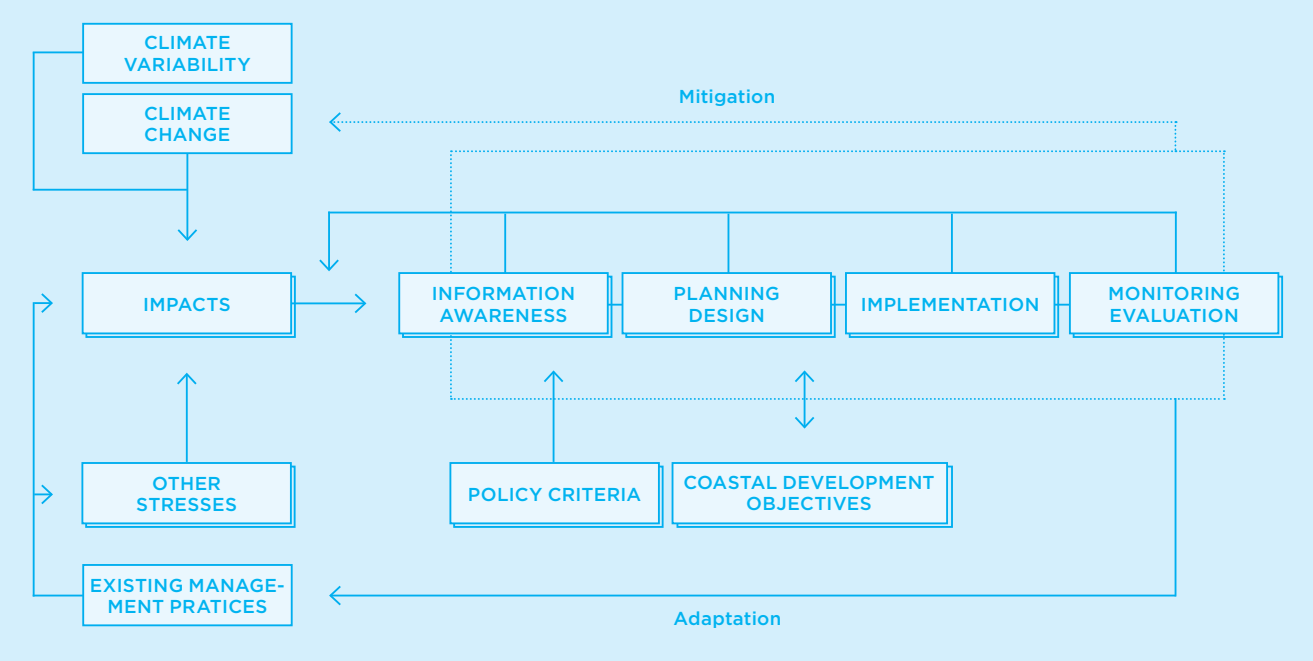 CLIMATE
VARIABILITY
CLIMATE
CHANGE
Mitigation
IMPACTS
INFORMATION
AWARENESS
PLANNING
DESIGN
IMPLEMENTATION
MONITORING
EVALUATION
OTHER
STRESSES
POLICY CRITERIA
COASTAL DEVELOPMENT
OBJECTIVES
EXISTING MANAGE-
MENT PRATICES
Adaptation